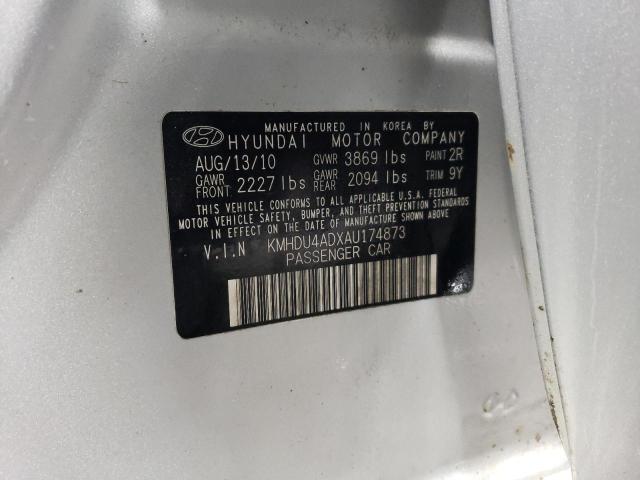 MANUFACTURED IN KOREA BY
HYUNDAI MOTOR COMPANY
AUG/13/10 GVWR 3869 lbs PAINT 2R
GAWR FRONT 2227 lbs GAWR REAR 2094 lbs TRIM 9Y
THIS VEHICLE CONFORMS TO ALL APPLICABLE U.S.A. FEDERAL
MOTOR VEHICLE SAFETY, BUMPER, AND THEFT PREVENTION STANDARDS
IN EFFECT ON THE DATE OF MANUFACTURE SHOWN ABOVE.
V.I.N KMHDU4ADXAU174873
PASSENGER CAR